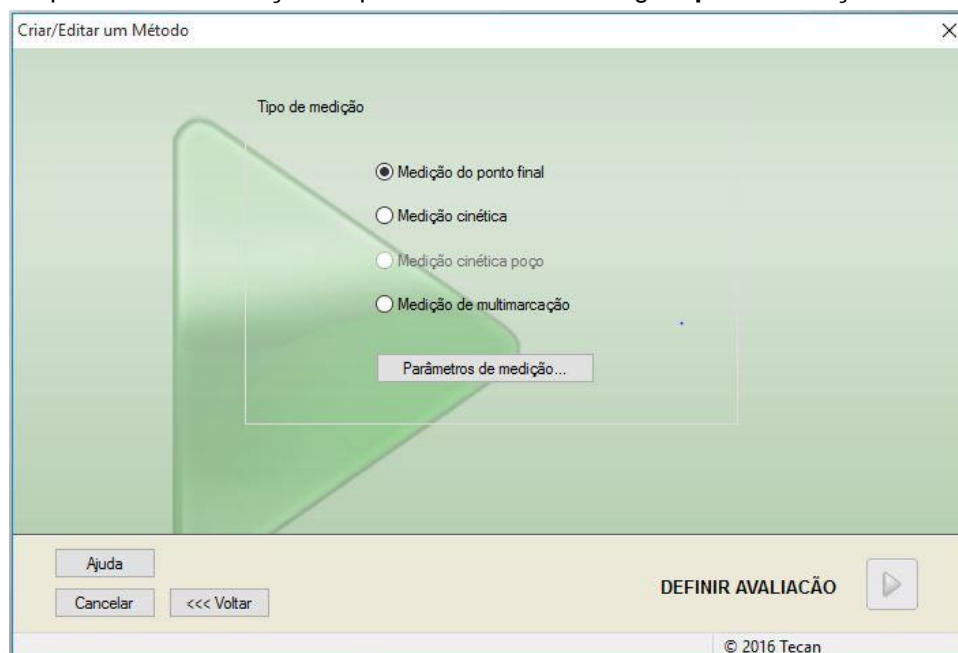 Criar/Editar um Método
Tipo de medição
Medição do ponto final
Medição cinética
Medição cinética poço
Medição de multimarcação
Parâmetros de medição...
Ajuda
Cancelar
<<< Voltar
DEFINIR AVALIACÃO
© 2016 Tecan